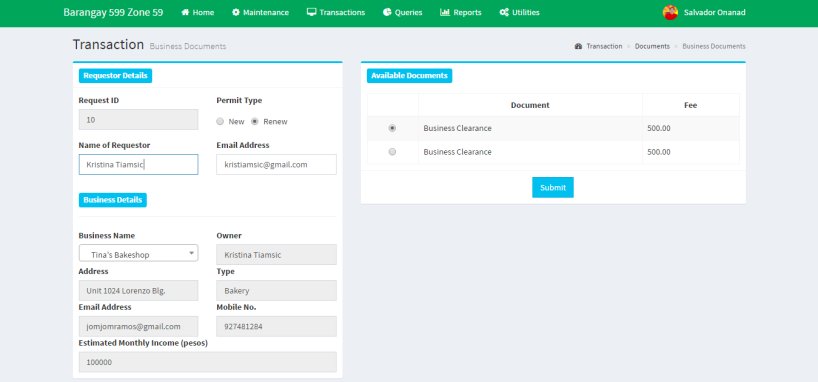 Barangay 599 Zone 59 Home Maintenance Transactions Queries Reports Utilities Salvador Onanad
Transaction Business Documents Transaction > Documents > Business Documents
Requestor Details
Request ID Permit Type
10 New Renew
Name of Requestor Email Address
Kristina Tiamsic kristiamsic@gmail.com
Business Details
Business Name Owner
Tina's Bakeshop Kristina Tiamsic
Address Type
Unit 1024 Lorenzo Blg. Bakery
Email Address Mobile No.
jomjomramos@gmail.com 927481284
Estimated Monthly Income (pesos)
100000
Available Documents
Document Fee
Business Clearance 500.00
Business Clearance 500.00
Submit